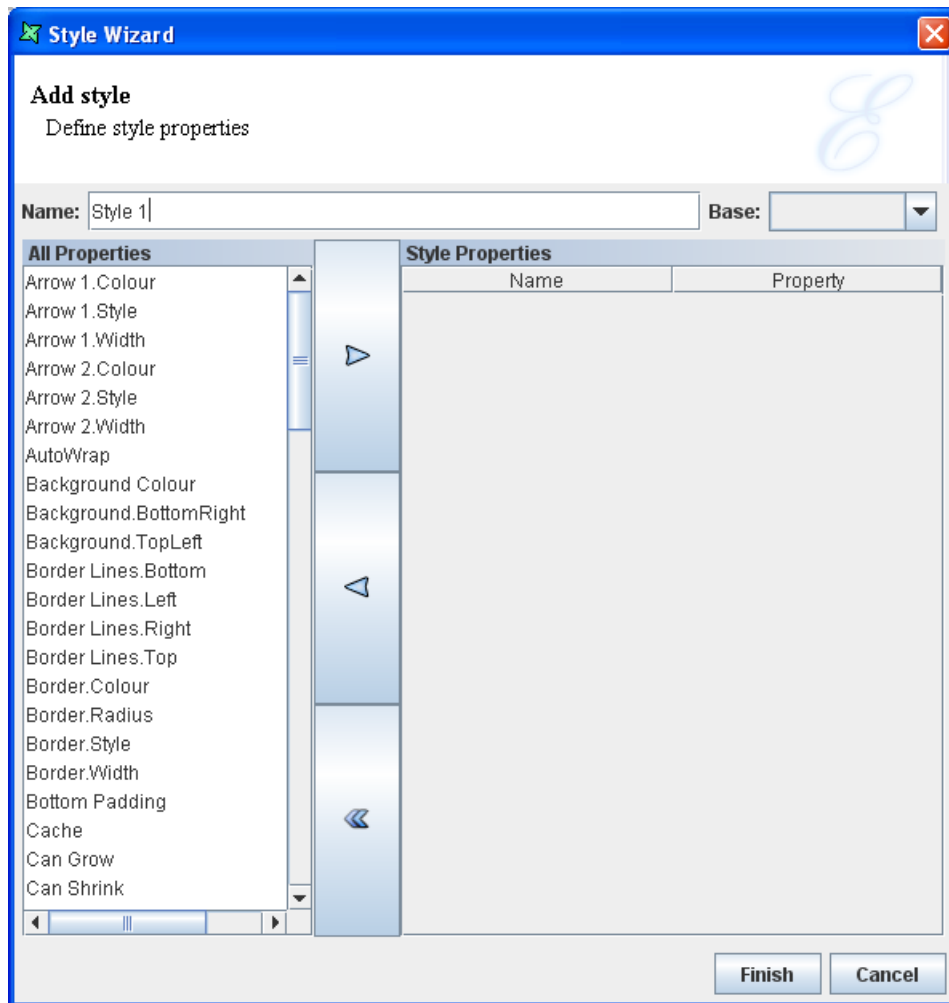 Style Wizard
Add style
Define style properties
Name: Style 1 Base:
All Properties
Arrow 1.Colour
Arrow 1.Style
Arrow 1.Width
Arrow 2.Colour
Arrow 2.Style
Arrow 2.Width
AutoWrap
Background Colour
Background.BottomRight
Background.TopLeft
Border Lines.Bottom
Border Lines.Left
Border Lines.Right
Border Lines.Top
Border.Colour
Border.Radius
Border.Style
Border.Width
Bottom Padding
Cache
Can Grow
Can Shrink
Style Properties
Name Property
Finish Cancel